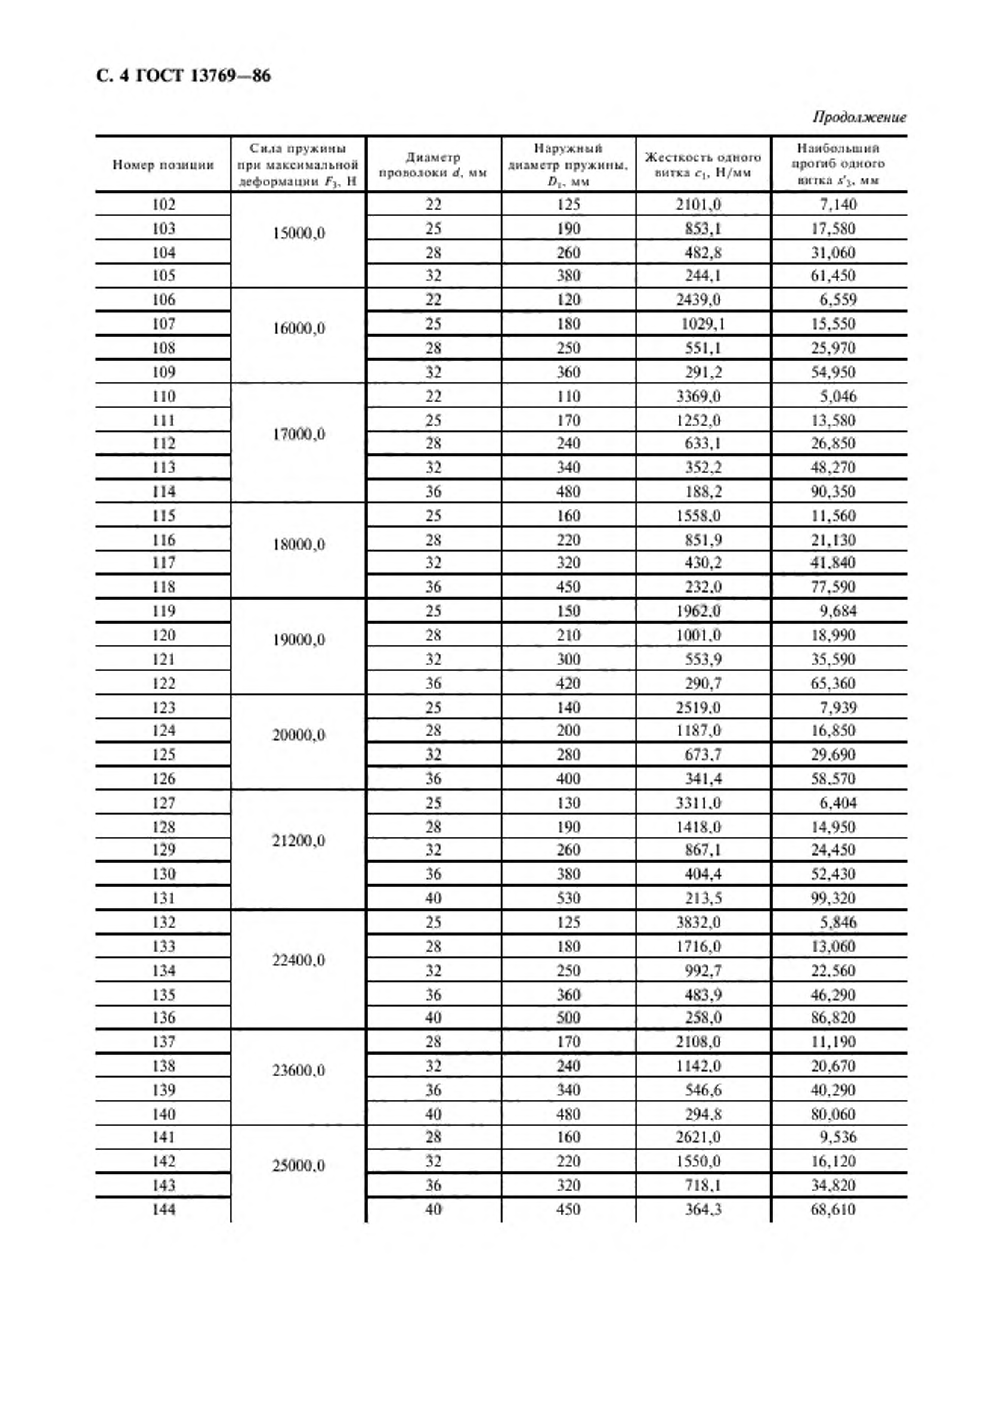 С. 4 ГОСТ 13769—86
Продолжение
Номер позиции
Сила пружины
при максимальной
деформации F3, Н
Диаметр
проволоки d, мм
Наружный
диаметр пружины,
D1, мм
Жесткость одного
витка c1, Н/мм
Наибольший
прогиб одного
витка s'3, мм
102 22 125 2101,0 7,140
103 25 190 853,1 17,580
15000,0
104 28 260 482,8 31,060
105 32 380 244,1 61,450
106 22 120 2439,0 6,559
107 25 180 1029,1 15,550
16000,0
108 28 250 551,1 25,970
109 32 360 291,2 54,950
110 22 110 3369,0 5,046
111 25 170 1252,0 13,580
17000,0
112 28 240 633,1 26,850
113 32 340 352,2 48,270
114 36 480 188,2 90,350
115 25 160 1558,0 11,560
116 28 220 851,9 21,130
18000,0
117 32 320 430,2 41,840
118 36 450 232,0 77,590
119 25 150 1962,0 9,684
120 28 210 1001,0 18,990
19000,0
121 32 300 553,9 35,590
122 36 420 290,7 65,360
123 25 140 2519,0 7,939
124 28 200 1187,0 16,850
20000,0
125 32 280 673,7 29,690
126 36 400 341,4 58,570
127 25 130 3311,0 6,404
128 28 190 1418,0 14,950
21200,0
129 32 260 867,1 24,450
130 36 380 404,4 52,430
131 40 530 213,5 99,320
132 25 125 3832,0 5,846
133 28 180 1716,0 13,060
22400,0
134 32 250 992,7 22,560
135 36 360 483,9 46,290
136 40 500 258,0 86,820
137 28 170 2108,0 11,190
138 32 240 1142,0 20,670
23600,0
139 36 340 546,6 40,290
140 40 480 294,8 80,060
141 28 160 2621,0 9,536
142 32 220 1550,0 16,120
25000,0
143 36 320 718,1 34,820
144 40 450 364,3 68,610